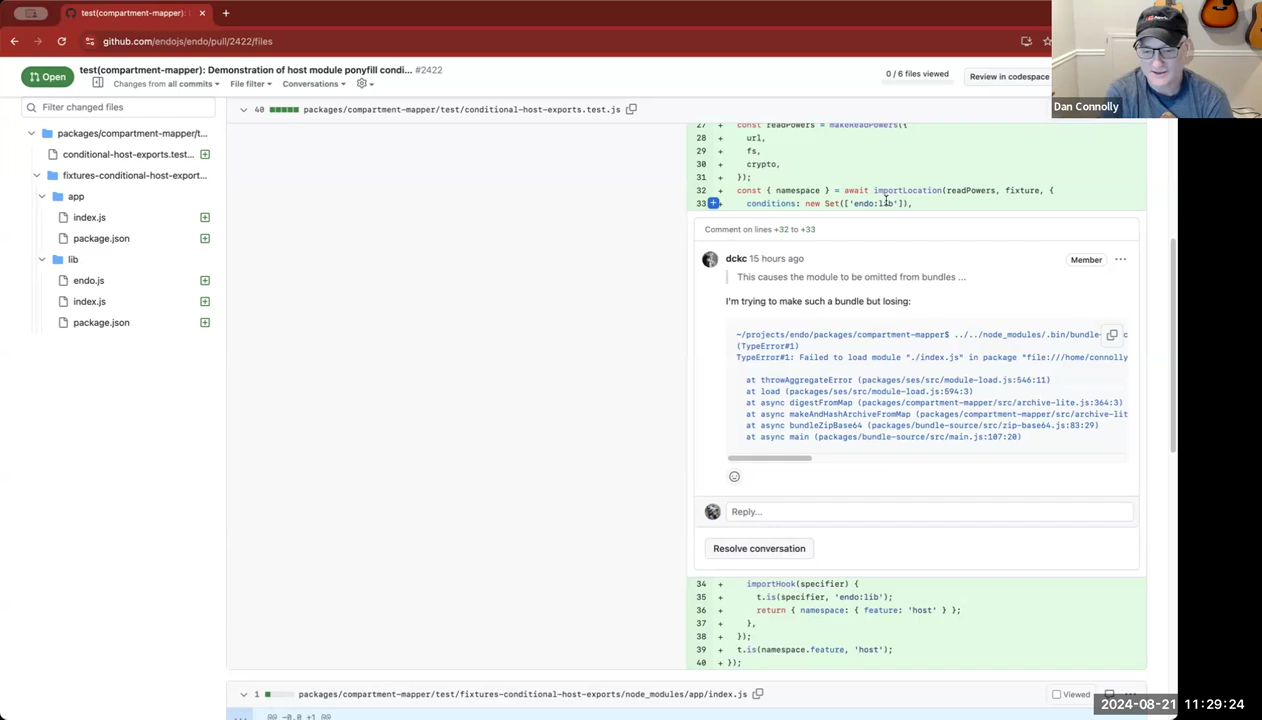 test(compartment-mapper):
github.com/endojs/endo/pull/2422/files
Open
test(compartment-mapper): Demonstration of host module ponyfill condi... #2422
Changes from all commits
File filter
Conversations
0 / 6 files viewed
Review in codespace
Dan Connolly
Filter changed files
packages/compartment-mapper/t...
conditional-host-exports.test...
fixtures-conditional-host-export...
app
index.js
package.json
lib
endo.js
index.js
package.json
40 packages/compartment-mapper/test/conditional-host-exports.test.js
27 + const readPowers = makeReadPowers({
28 + url,
29 + fs,
30 + crypto,
31 + });
32 + const { namespace } = await importLocation(readPowers, fixture, {
33 + conditions: new Set(['endo:lib']),
Comment on lines +32 to +33
dckc 15 hours ago
Member
This causes the module to be omitted from bundles ...
I'm trying to make such a bundle but losing:
~/projects/endo/packages/compartment-mapper$ ../../node_modules/.bin/bundle-
(TypeError#1)
TypeError#1: Failed to load module "./index.js" in package "file:///home/connolly
at throwAggregateError (packages/ses/src/module-load.js:546:11)
at load (packages/ses/src/module-load.js:594:3)
at async digestFromMap (packages/compartment-mapper/src/archive-lite.js:364:3)
at async makeAndHashArchiveFromMap (packages/compartment-mapper/src/archive-lit
at async bundleZipBase64 (packages/bundle-source/src/zip-base64.js:83:29)
at async main (packages/bundle-source/src/main.js:107:20)
Reply...
Resolve conversation
34 + importHook(specifier) {
35 + t.is(specifier, 'endo:lib');
36 + return { namespace: { feature: 'host' } };
37 + },
38 + });
39 + t.is(namespace.feature, 'host');
40 + });
1 packages/compartment-mapper/test/fixtures-conditional-host-exports/node_modules/app/index.js
Viewed
@@ -0,0 +1 @@
2024-08-21 11:29:24